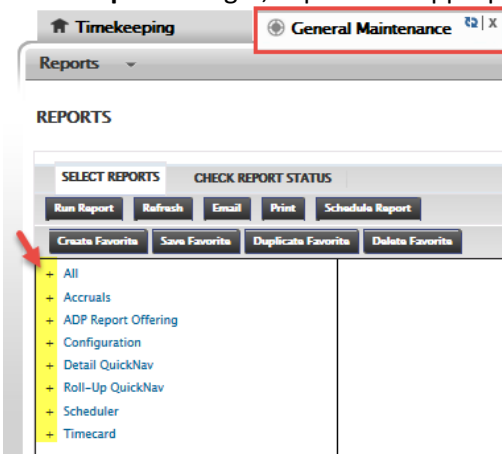 Timekeeping General Maintenance | X
Reports
REPORTS
SELECT REPORTS CHECK REPORT STATUS
Run Report Refresh Email Print Schedule Report
Create Favorite Save Favorite Duplicate Favorite Delete Favorite
+ All
+ Accruals
+ ADP Report Offering
+ Configuration
+ Detail QuickNav
+ Roll-Up QuickNav
+ Scheduler
+ Timecard